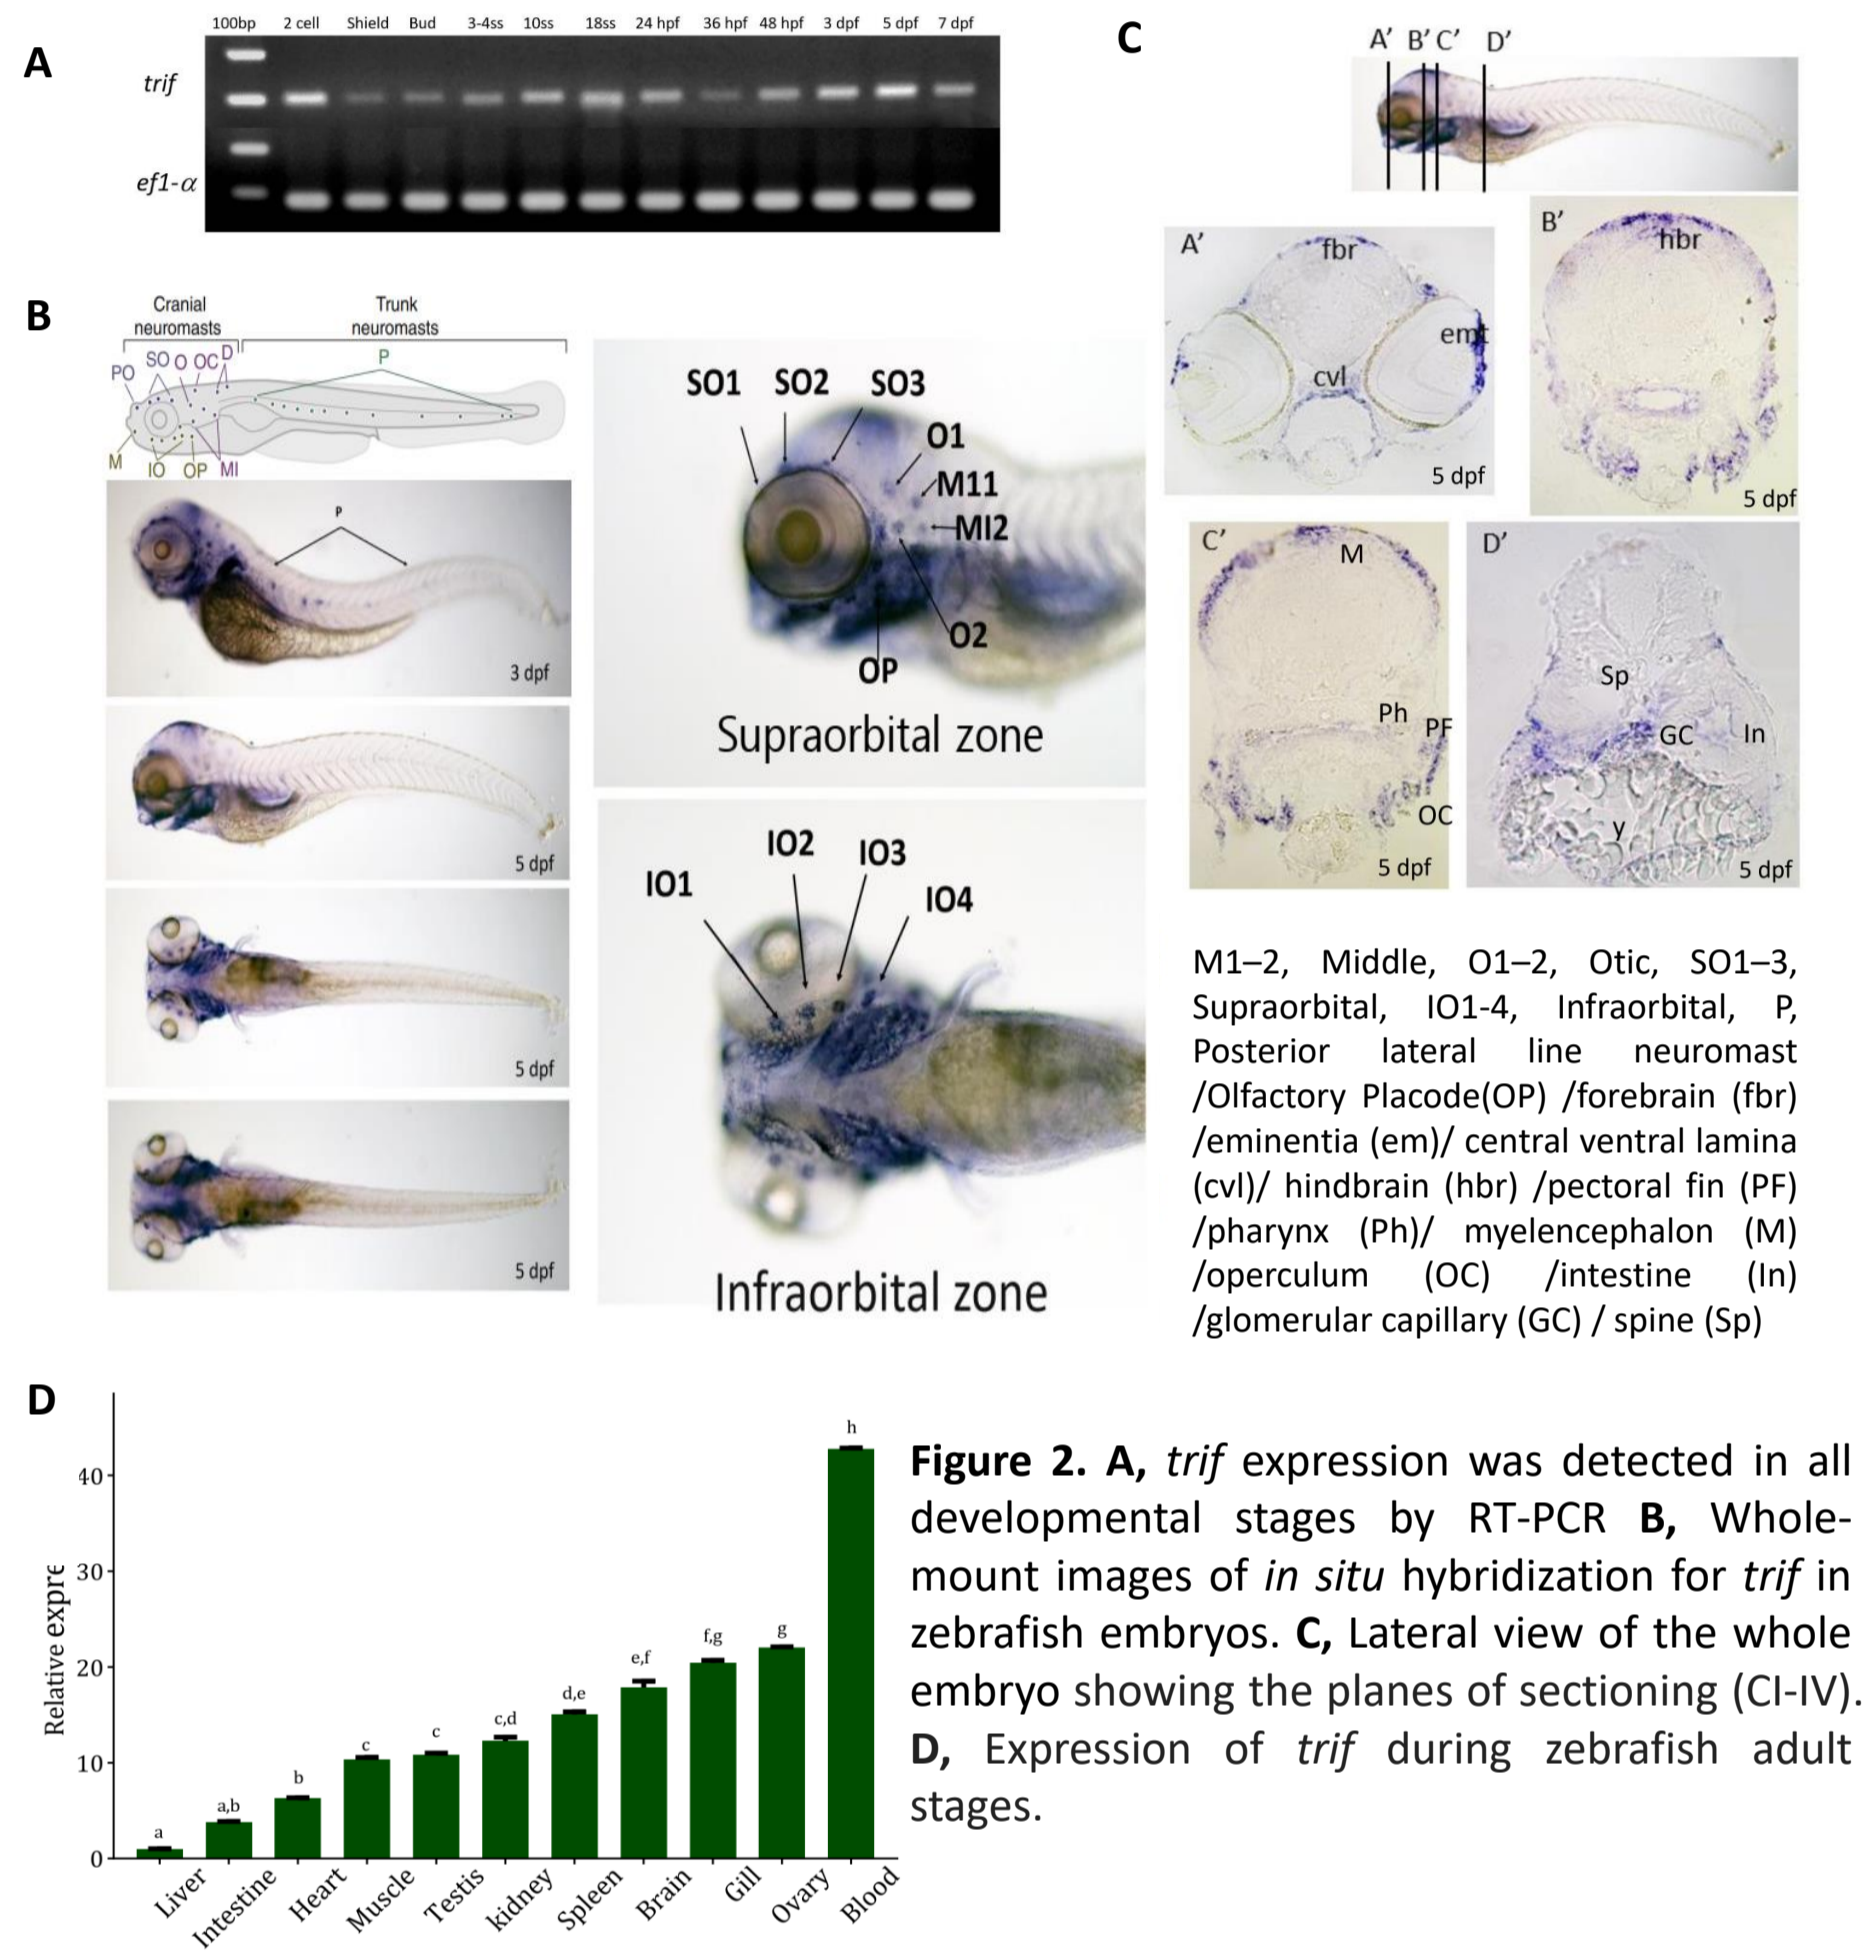 A
100bp 2 cell Shield Bud 3-4ss 10ss 18ss 24 hpf 36 hpf 48 hpf 3 dpf 5 dpf 7 dpf
trif
ef1-α
B
Cranial neuromasts
Trunk neuromasts
PO SO O OC D P
M IO OP MI
P
3 dpf
5 dpf
5 dpf
5 dpf
SO1 SO2 SO3
O1
M11
MI2
O2
OP
Supraorbital zone
IO1 IO2 IO3 IO4
Infraorbital zone
C
A’ B’ C’ D’
A’
fbr
emt
cvl
5 dpf
B’
hbr
5 dpf
C’
M
Ph
PF
OC
5 dpf
D’
Sp
GC
In
y
5 dpf
M1–2, Middle, O1–2, Otic, SO1–3,
Supraorbital, IO1-4, Infraorbital, P,
Posterior lateral line neuromast
/Olfactory Placode(OP) /forebrain (fbr)
/eminentia (em)/ central ventral lamina
(cvl)/ hindbrain (hbr) /pectoral fin (PF)
/pharynx (Ph)/ myelencephalon (M)
/operculum (OC) /intestine (In)
/glomerular capillary (GC) / spine (Sp)
D
Relative expre
40
30
20
10
0
a
a,b
b
c
c
c,d
d,e
e,f
f,g
g
h
Liver
Intestine
Heart
Muscle
Testis
kidney
Spleen
Brain
Gill
Ovary
Blood
Figure 2. A, trif expression was detected in all
developmental stages by RT-PCR B, Whole-
mount images of in situ hybridization for trif in
zebrafish embryos. C, Lateral view of the whole
embryo showing the planes of sectioning (CI-IV).
D, Expression of trif during zebrafish adult
stages.